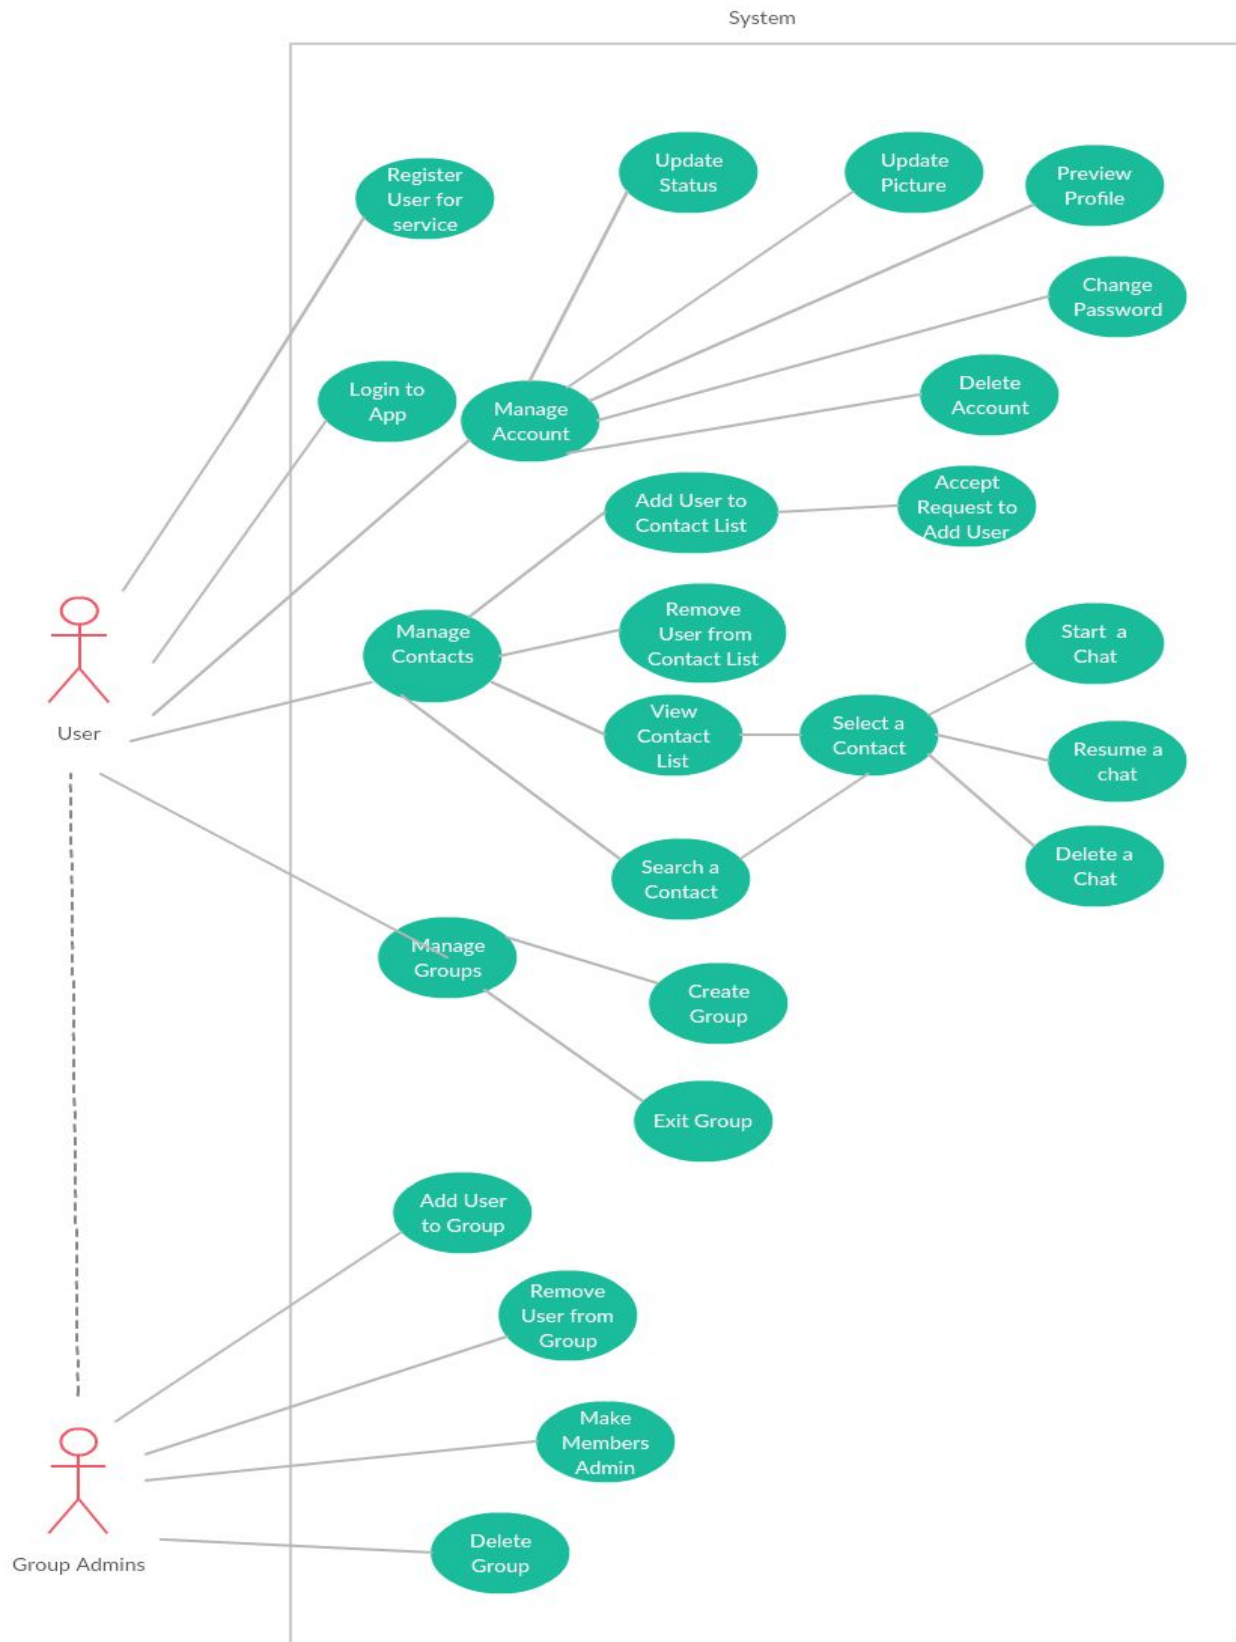 System
Register
User for
service
Update
Status
Update
Picture
Preview
Profile
Change
Password
Login to
App
Manage
Account
Delete
Account
Add User to
Contact List
Accept
Request to
Add User
Manage
Contacts
Remove
User from
Contact List
Start a
Chat
View
Contact
List
Select a
Contact
Resume a
chat
Search a
Contact
Delete a
Chat
User
Manage
Groups
Create
Group
Exit Group
Add User
to Group
Remove
User from
Group
Make
Members
Admin
Delete
Group
Group Admins